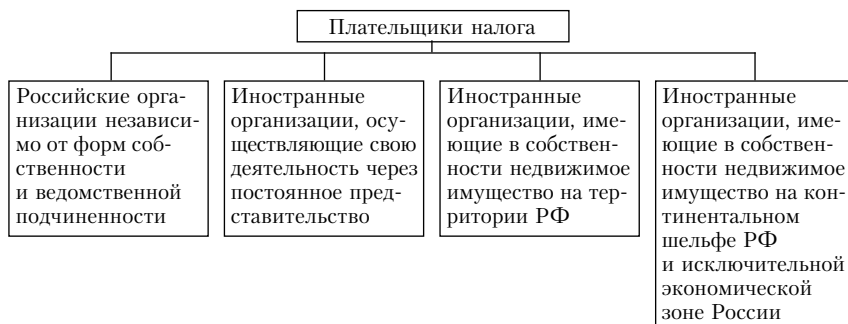 Плательщики налога
Российские орга-
низации независи-
мо от форм соб-
ственности
и ведомственной
подчиненности
Иностранные
организации, осу-
ществляющие свою
деятельность через
постоянное пред-
ставительство
Иностранные
организации, име-
ющие в собствен-
ности недвижимое
имущество на тер-
ритории РФ
Иностранные
организации, име-
ющие в собствен-
ности недвижимое
имущество на кон-
тинентальном
шельфе РФ
и исключительной
экономической
зоне России